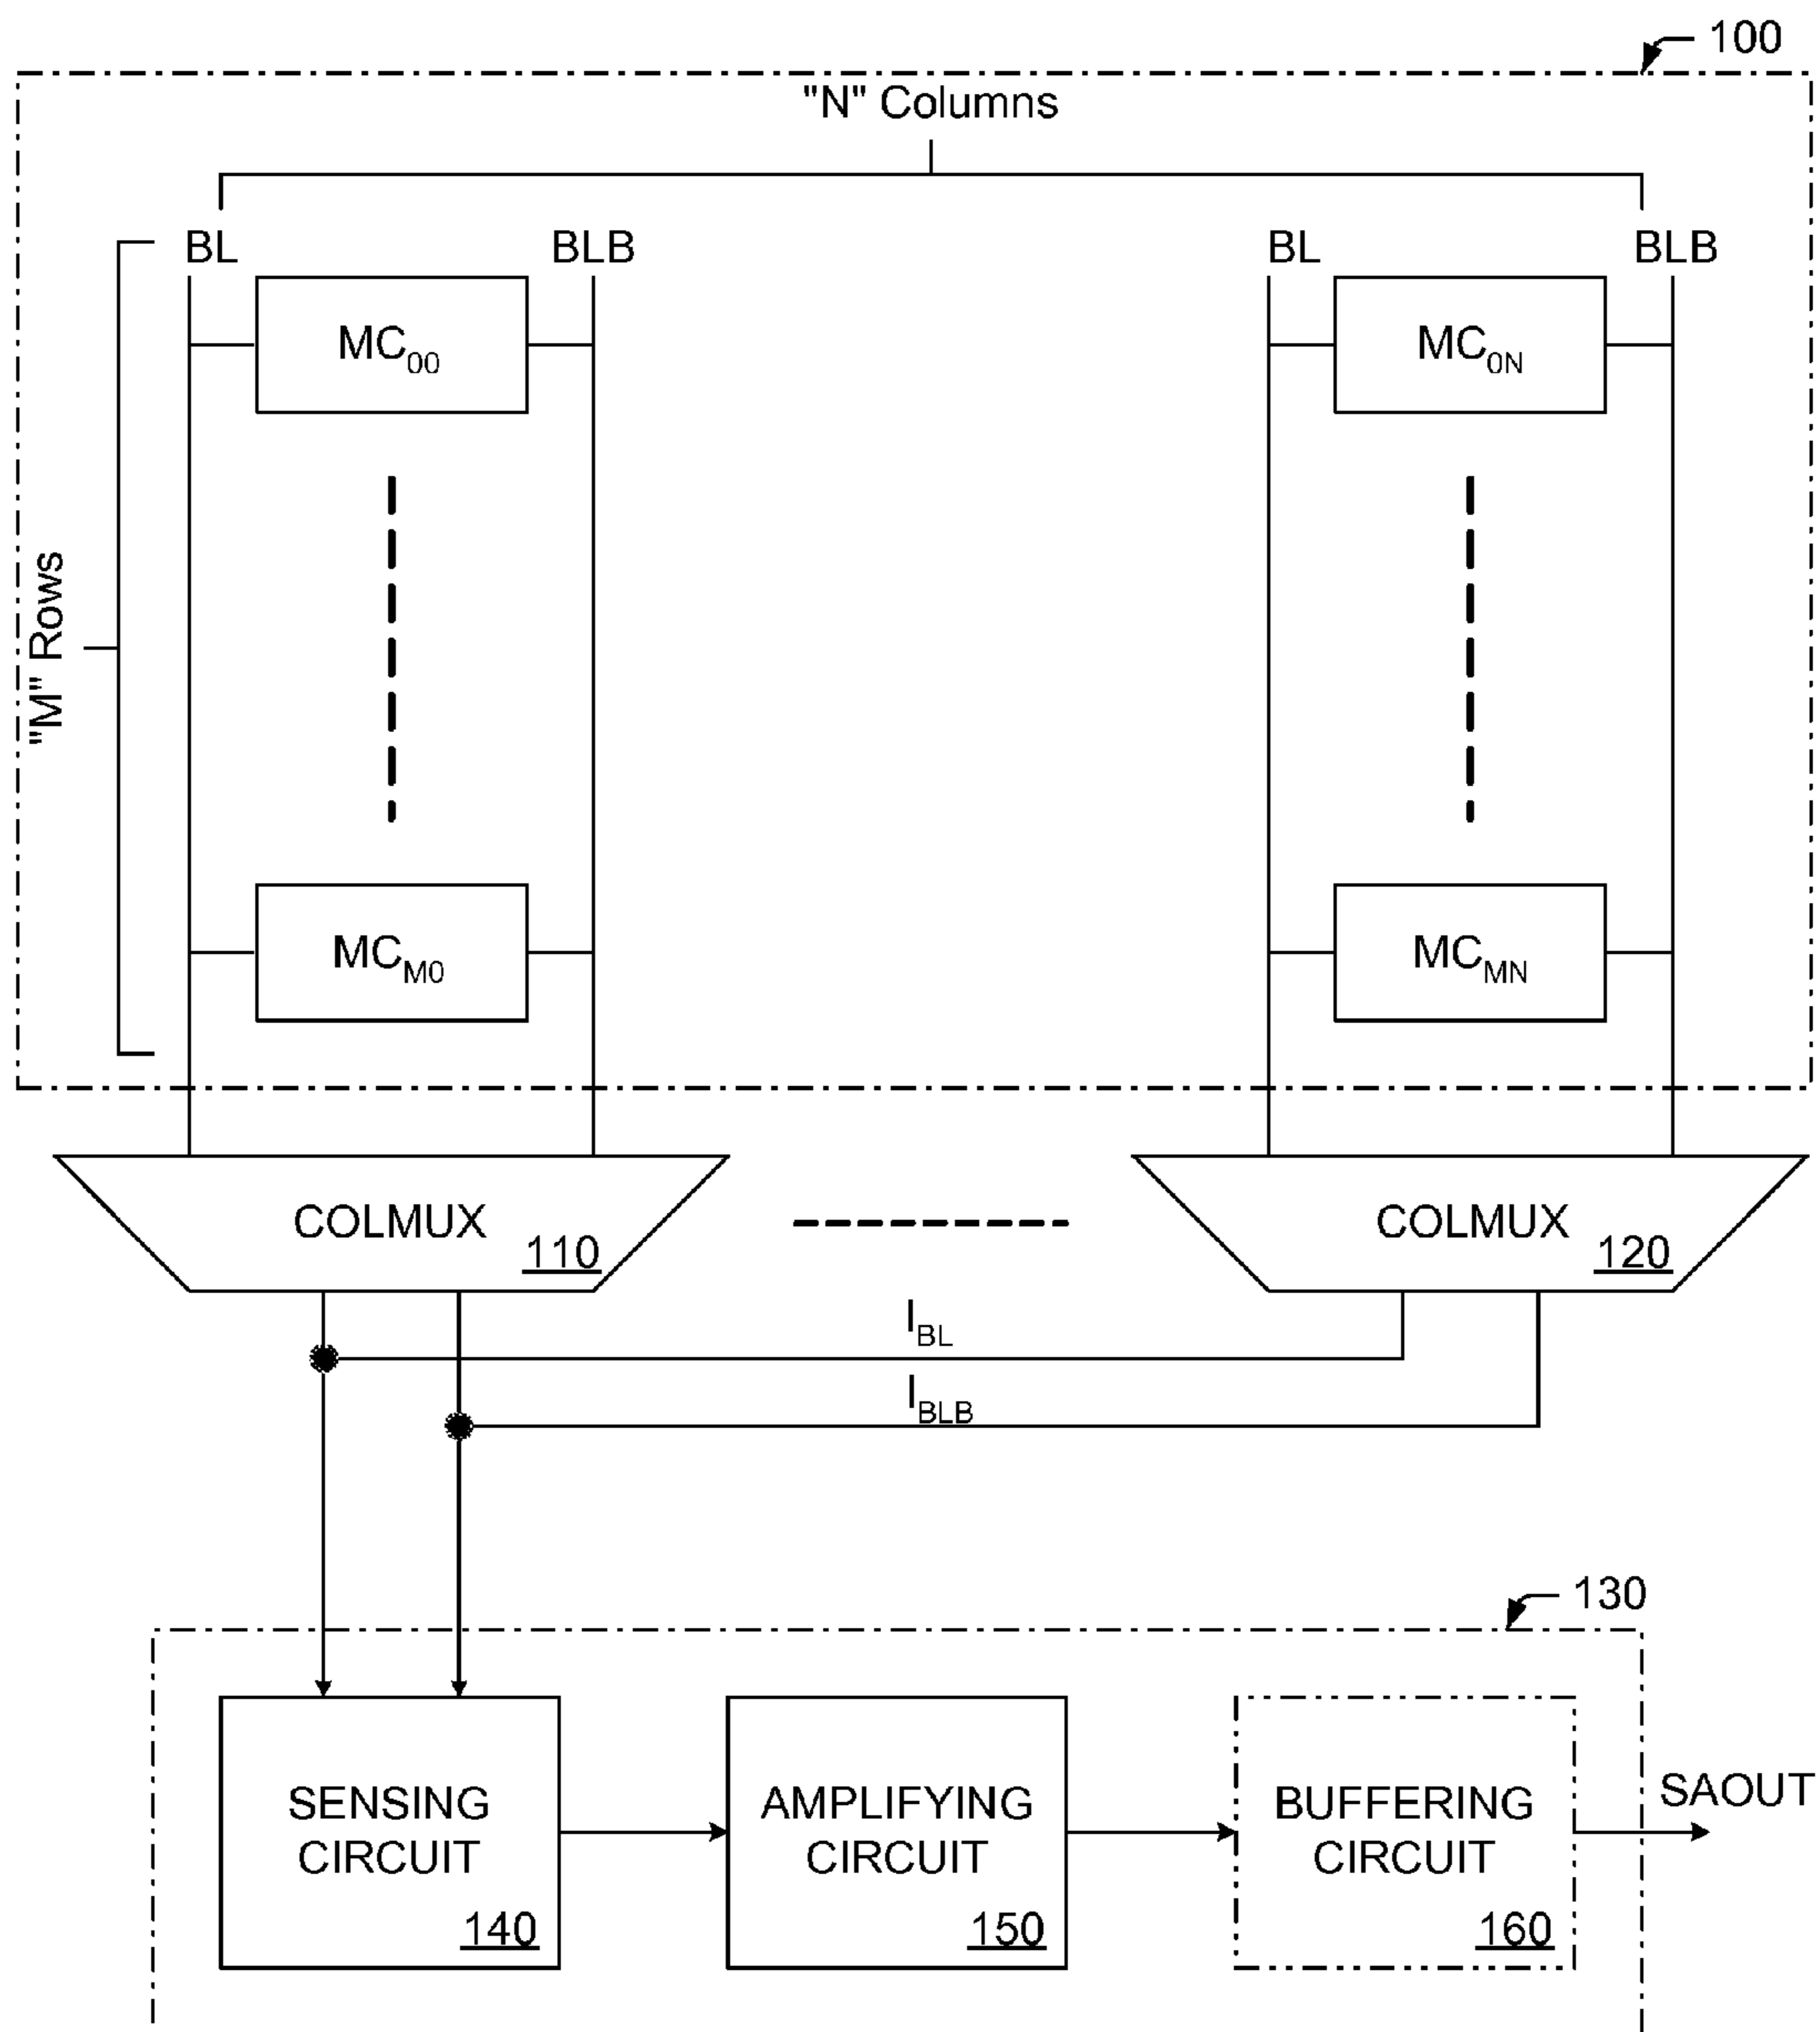 100
"N" Columns
BL
BLB
BL
BLB
MC00
MC0N
"M" Rows
MCM0
MCMN
COLMUX
110
COLMUX
120
IBL
IBLB
130
SENSING
CIRCUIT
140
AMPLIFYING
CIRCUIT
150
BUFFERING
CIRCUIT
160
SAOUT